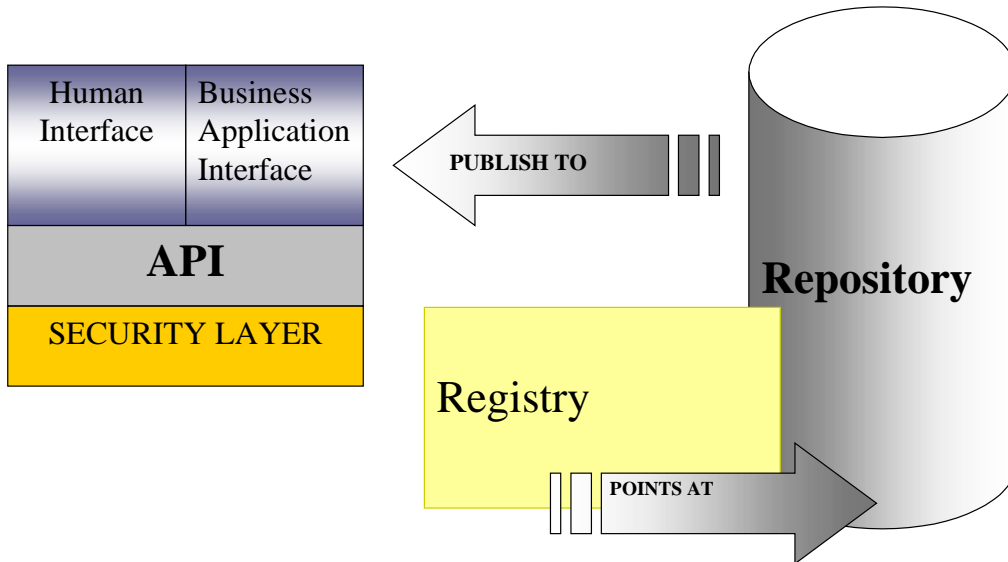 Human
Interface
Business
Application
Interface
API
SECURITY LAYER
PUBLISH TO
Repository
Registry
POINTS AT